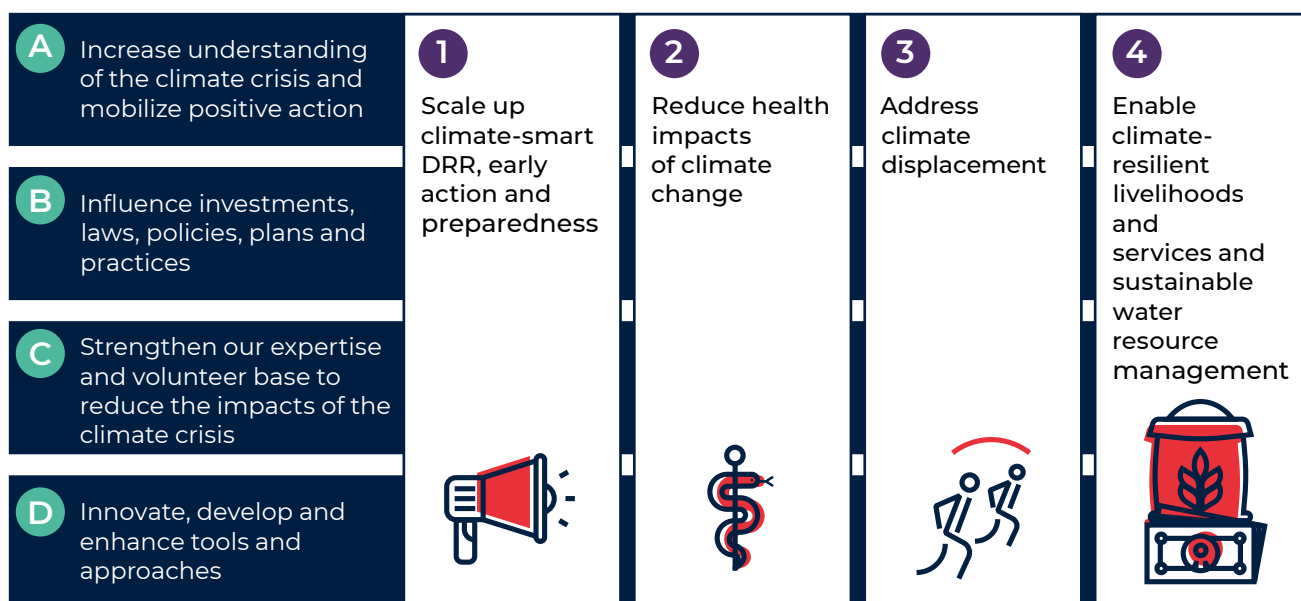 A
Increase understanding
of the climate crisis and
mobilize positive action
B
Influence investments,
laws, policies, plans and
practices
C
Strengthen our expertise
and volunteer base to
reduce the impacts of the
climate crisis
D
Innovate, develop and
enhance tools and
approaches
1
Scale up
climate-smart
DRR, early
action and
preparedness
2
Reduce health
impacts
of climate
change
3
Address
climate
displacement
4
Enable
climate-
resilient
livelihoods
and
services and
sustainable
water
resource
management